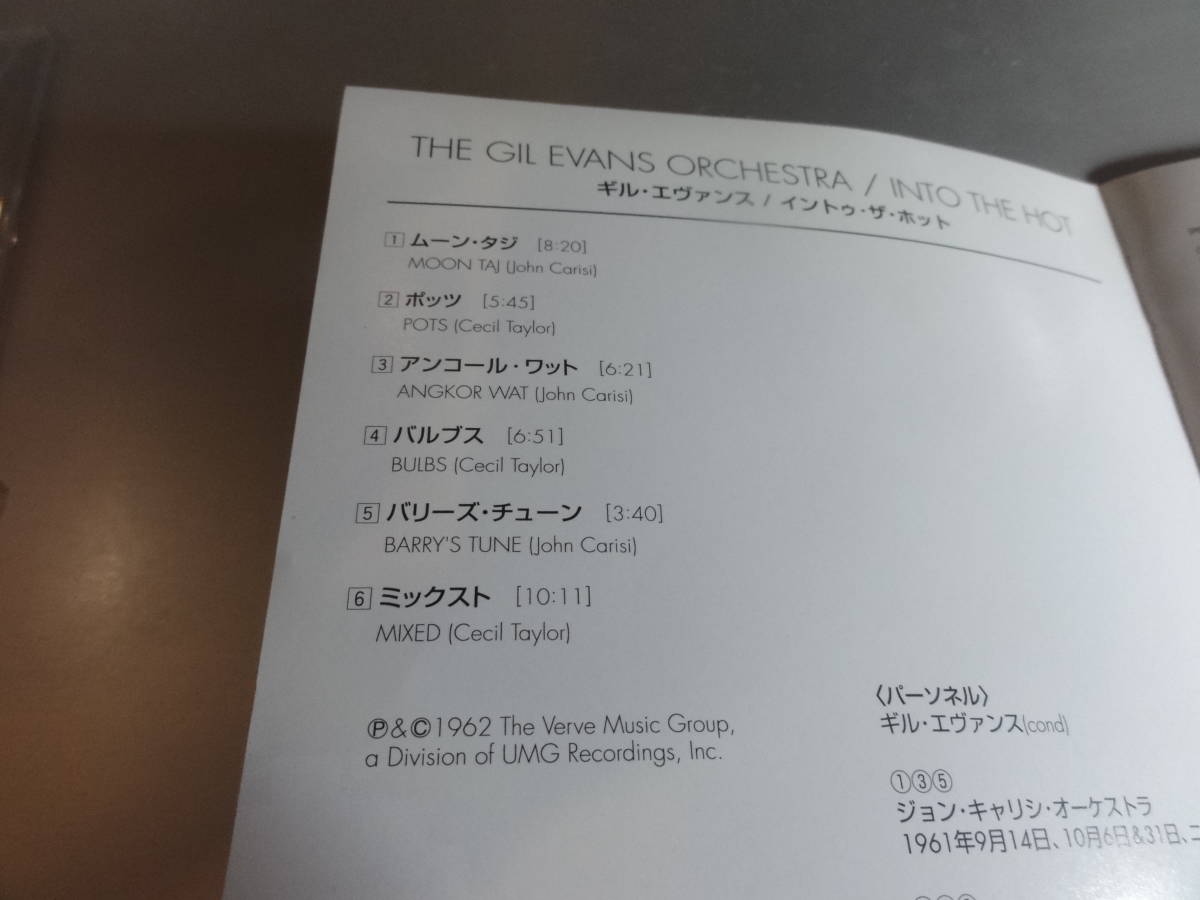 THE GIL EVANS ORCHESTRA / INTO THE HOT
ギル・エヴァンス / イントゥ・ザ・ホット
1 ムーン・タジ [8:20]
MOON TAJ (John Carisi)
2 ポッツ [5:45]
POTS (Cecil Taylor)
3 アンコール・ワット [6:21]
ANGKOR WAT (John Carisi)
4 バルブス [6:51]
BULBS (Cecil Taylor)
5 バリーズ・チューン [3:40]
BARRY'S TUNE (John Carisi)
6 ミックスト [10:11]
MIXED (Cecil Taylor)
℗&©1962 The Verve Music Group,
a Division of UMG Recordings, Inc.
〈パーソネル〉
ギル・エヴァンス(cond)
①③⑤
ジョン・キャリシ・オーケストラ
1961年9月14日、10月6日&31日、ニ